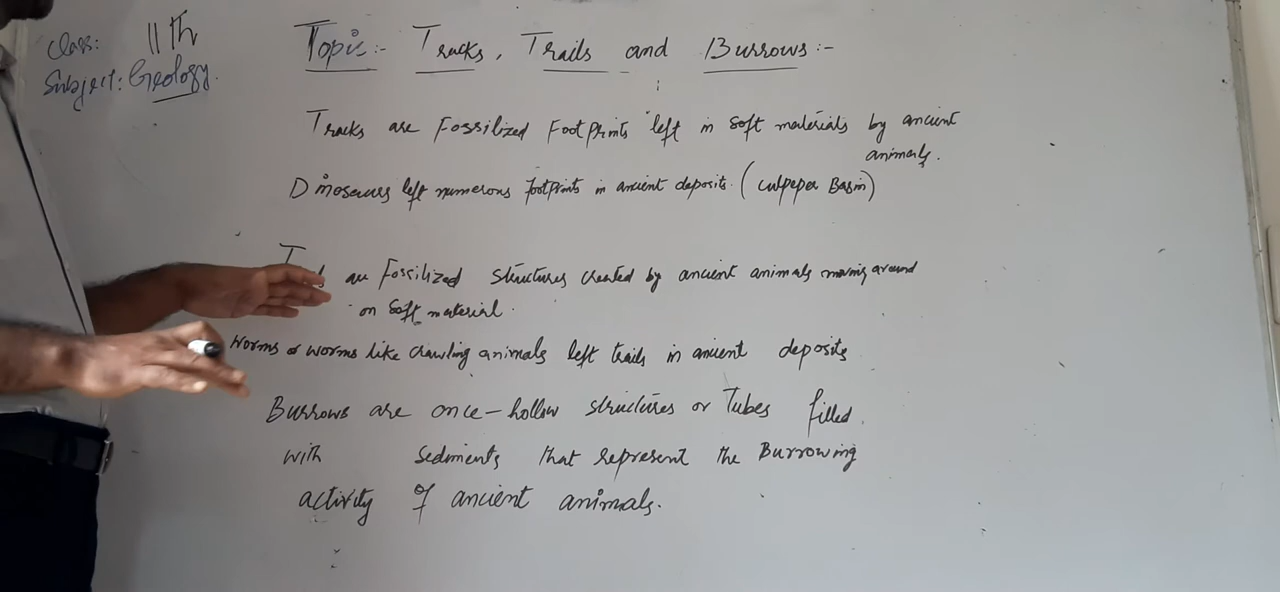 Class: 11th
Subject: Geology.
Topic:- Tracks, Trails and Burrows:-
Tracks are Fossilized Footprints left in soft materials by ancient
animals.
Dinosaurs left numerous footprints in ancient deposits. (Culpeper Basin)
are Fossilized structures created by ancient animals moving around
on soft material.
Worms or worms like crawling animals left trails in ancient deposits
Burrows are once-hollow structures or Tubes filled
with sediments that represent the Burrowing
activity of ancient animals.